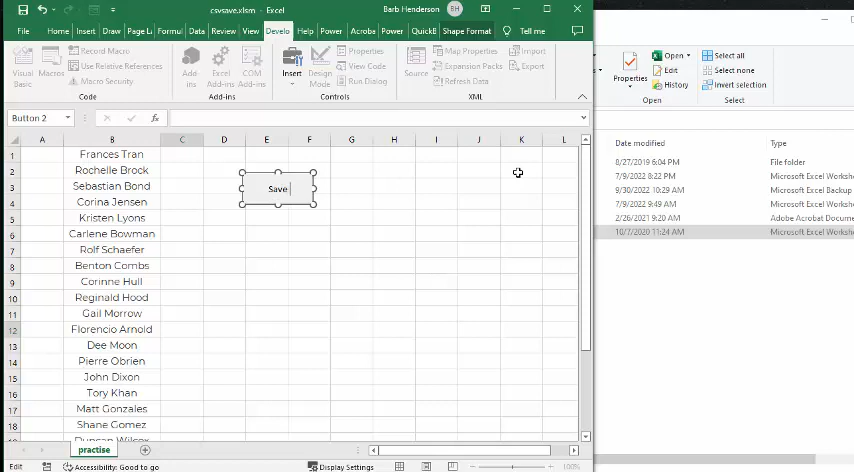 csvsave.xlsm - Excel
Barb Henderson
BH
File Home Insert Draw Page L Formul Data Review View Develo Help Power Acroba Power QuickB Shape Format Tell me
Visual Basic
Macros
Record Macro
Use Relative References
Macro Security
Code
Add-ins
Excel Add-ins
COM Add-ins
Add-ins
Insert
Design Mode
Properties
View Code
Run Dialog
Controls
Source
Map Properties
Expansion Packs
Refresh Data
Import
Export
XML
Button 2
fx
A B C D E F G H I J K L
1 Frances Tran
2 Rochelle Brock
3 Sebastian Bond
4 Corina Jensen
5 Kristen Lyons
6 Carlene Bowman
7 Rolf Schaefer
8 Benton Combs
9 Corinne Hull
10 Reginald Hood
11 Gail Morrow
12 Florencio Arnold
13 Dee Moon
14 Pierre Obrien
15 John Dixon
16 Tory Khan
17 Matt Gonzales
18 Shane Gomez
Duncan Wilcox
Save
practise
Edit
Accessibility: Good to go
Display Settings
100%
Properties
Open
Edit
History
Open
Select all
Select none
Invert selection
Select
Date modified Type
8/27/2019 6:04 PM File folder
7/9/2022 8:22 PM Microsoft Excel Worksh
9/30/2022 10:29 AM Microsoft Excel Backup
7/9/2022 9:49 AM Microsoft Excel Worksh
2/26/2021 9:20 AM Adobe Acrobat Docume
10/7/2020 11:24 AM Microsoft Excel Worksh